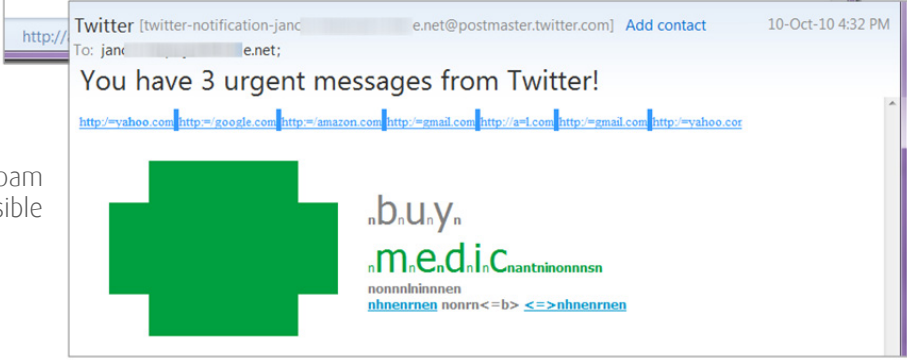 http://
Twitter [twitter-notification-janc e.net@postmaster.twitter.com] Add contact 10-Oct-10 4:32 PM
To: janc e.net;
You have 3 urgent messages from Twitter!
http:/=yahoo.com http:=/google.com http:=/amazon.com http:/=gmail.com http://a=l.com http:/=gmail.com http:/=yahoo.cor
sible
nbnunyn
nmnendninCnantninonnnsn
nonnnlninnnen
nhnenrnen nonrn<=b> <=>nhnenrnen